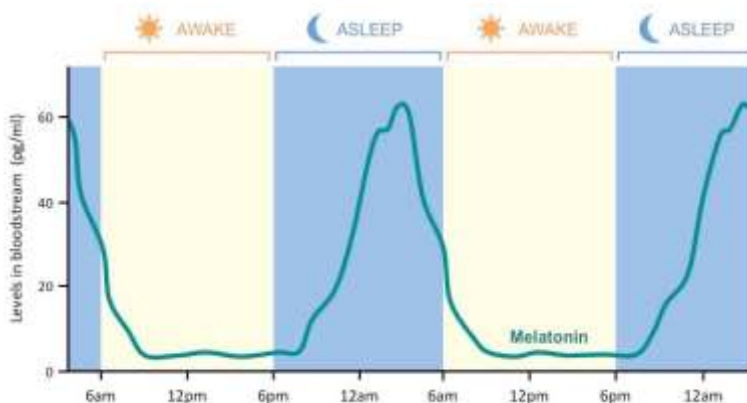 AWAKE ASLEEP AWAKE ASLEEP
Levels in bloodstream (pg/ml)
60
40
20
0
Melatonin
6am 12pm 6pm 12am 6am 12pm 6pm 12am